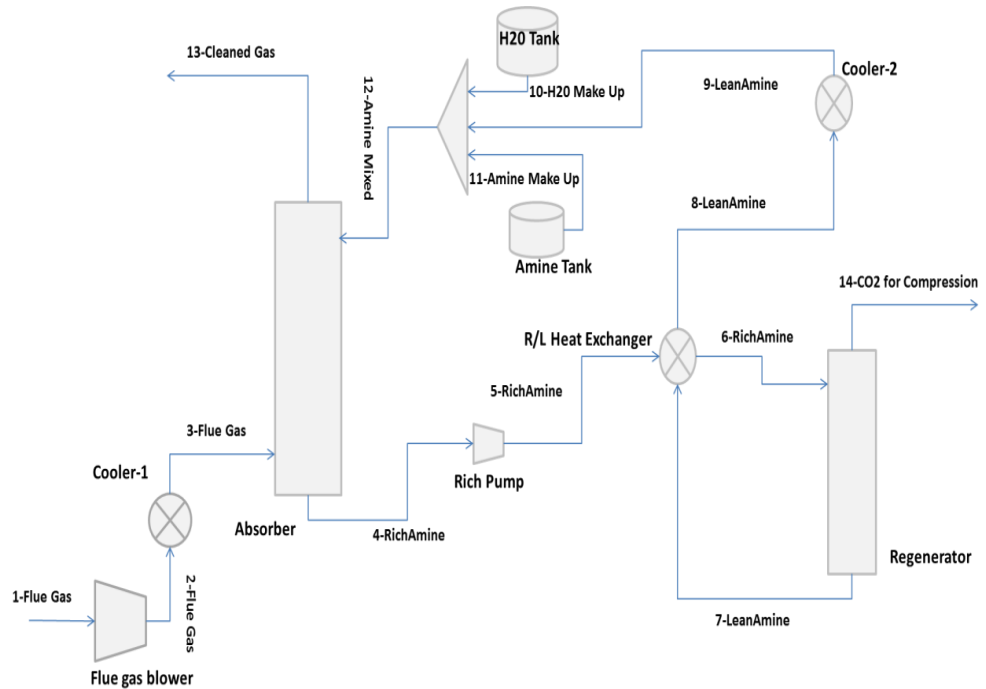 H20 Tank
13-Cleaned Gas
Cooler-2
9-LeanAmine
10-H20 Make Up
12-Amine Mixed
11-Amine Make Up
8-LeanAmine
Amine Tank
14-CO2 for Compression
R/L Heat Exchanger
6-RichAmine
5-RichAmine
3-Flue Gas
Cooler-1
Rich Pump
Absorber
4-RichAmine
Regenerator
2-Flue Gas
1-Flue Gas
7-LeanAmine
Flue gas blower